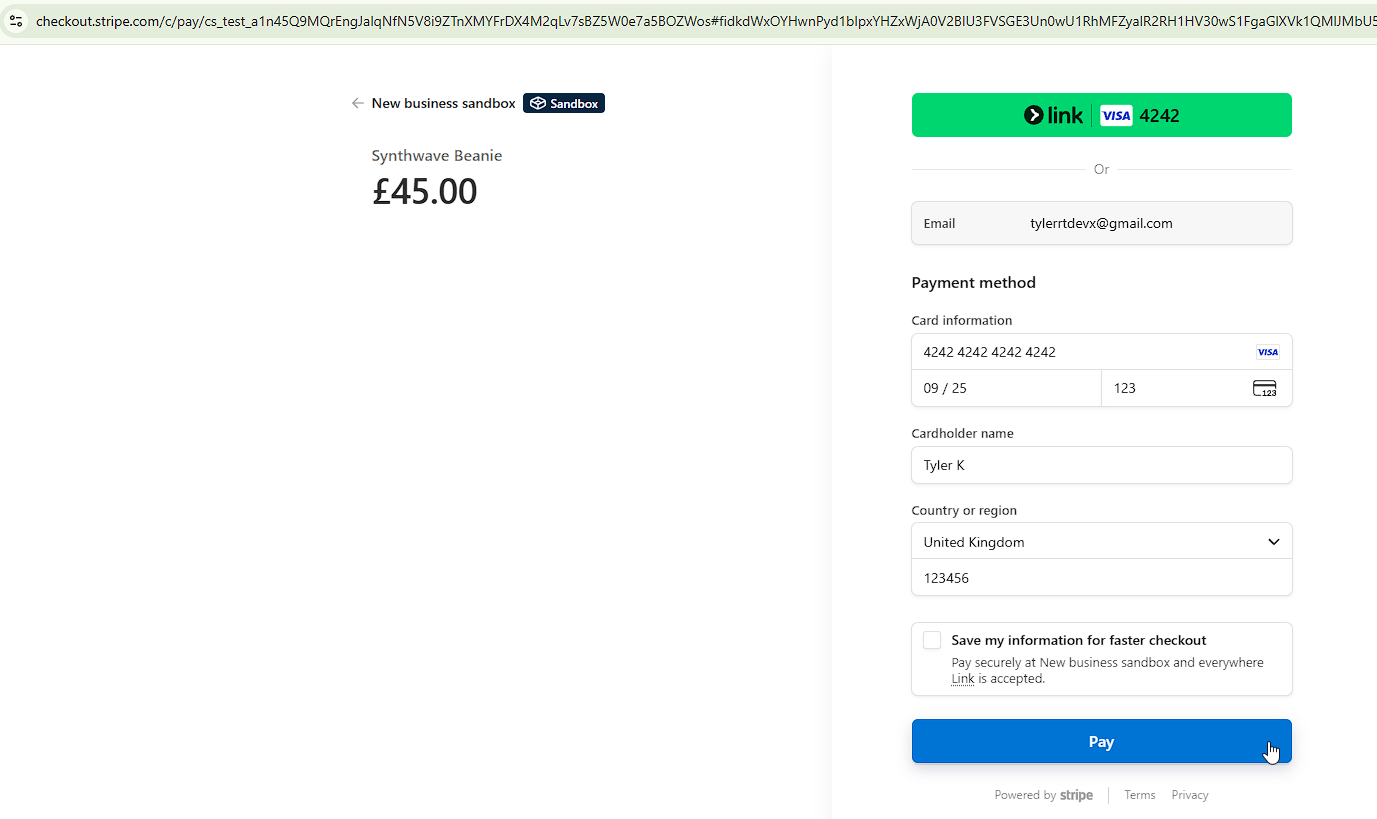 checkout.stripe.com/c/pay/cs_test_a1n45Q9MQrEngJaIqNfN5V8i9ZTnXMYFrDX4M2qLv7sBZ5W0e7a5BOZWos#fidkdWxOYHwnPyd1blpxYHZxWjA0V2BIU3FVSGE3Un0wU1RhMFZyalR2RH1HV30wS1FgaGlXVk1QMlJMbU5
New business sandbox Sandbox
Synthwave Beanie
£45.00
link VISA 4242
Or
Email tylerrtdevx@gmail.com
Payment method
Card information
4242 4242 4242 4242 VISA
09 / 25 123 123
Cardholder name
Tyler K
Country or region
United Kingdom
123456
Save my information for faster checkout
Pay securely at New business sandbox and everywhere
Link is accepted.
Pay
Powered by stripe Terms Privacy